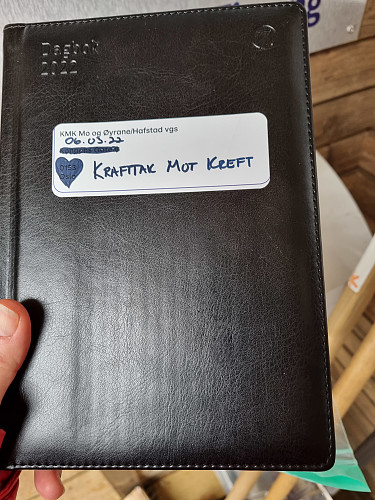 Dagbok
2022
KMK Mo og Øyrane/Hafstad vgs
06.03.22
KRAFTTAK MOT KREFT